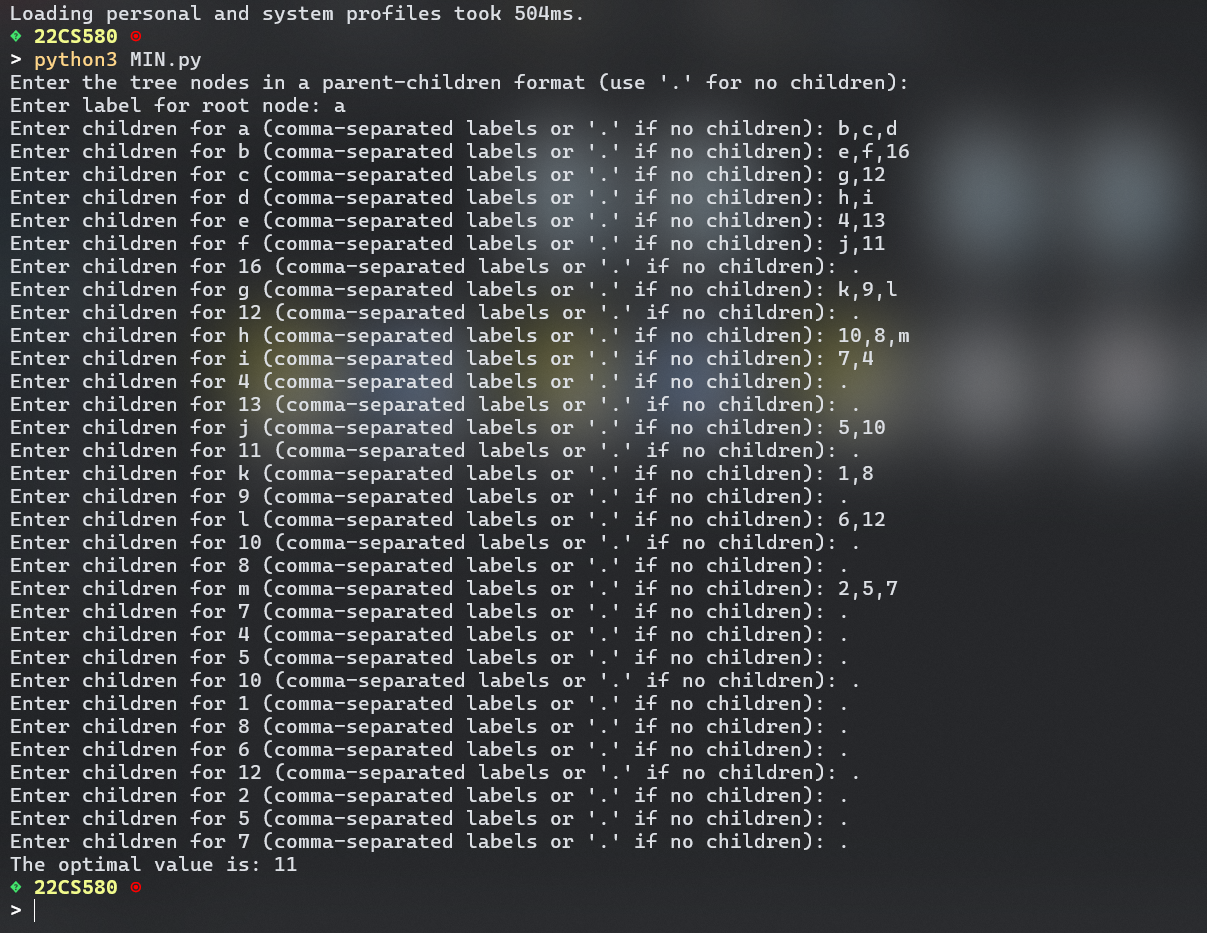 Loading personal and system profiles took 504ms.
22CS580
> python3 MIN.py
Enter the tree nodes in a parent-children format (use '.' for no children):
Enter label for root node: a
Enter children for a (comma-separated labels or '.' if no children): b,c,d
Enter children for b (comma-separated labels or '.' if no children): e,f,16
Enter children for c (comma-separated labels or '.' if no children): g,12
Enter children for d (comma-separated labels or '.' if no children): h,i
Enter children for e (comma-separated labels or '.' if no children): 4,13
Enter children for f (comma-separated labels or '.' if no children): j,11
Enter children for 16 (comma-separated labels or '.' if no children): .
Enter children for g (comma-separated labels or '.' if no children): k,9,l
Enter children for 12 (comma-separated labels or '.' if no children): .
Enter children for h (comma-separated labels or '.' if no children): 10,8,m
Enter children for i (comma-separated labels or '.' if no children): 7,4
Enter children for 4 (comma-separated labels or '.' if no children): .
Enter children for 13 (comma-separated labels or '.' if no children): .
Enter children for j (comma-separated labels or '.' if no children): 5,10
Enter children for 11 (comma-separated labels or '.' if no children): .
Enter children for k (comma-separated labels or '.' if no children): 1,8
Enter children for 9 (comma-separated labels or '.' if no children): .
Enter children for l (comma-separated labels or '.' if no children): 6,12
Enter children for 10 (comma-separated labels or '.' if no children): .
Enter children for 8 (comma-separated labels or '.' if no children): .
Enter children for m (comma-separated labels or '.' if no children): 2,5,7
Enter children for 7 (comma-separated labels or '.' if no children): .
Enter children for 4 (comma-separated labels or '.' if no children): .
Enter children for 5 (comma-separated labels or '.' if no children): .
Enter children for 10 (comma-separated labels or '.' if no children): .
Enter children for 1 (comma-separated labels or '.' if no children): .
Enter children for 8 (comma-separated labels or '.' if no children): .
Enter children for 6 (comma-separated labels or '.' if no children): .
Enter children for 12 (comma-separated labels or '.' if no children): .
Enter children for 2 (comma-separated labels or '.' if no children): .
Enter children for 5 (comma-separated labels or '.' if no children): .
Enter children for 7 (comma-separated labels or '.' if no children): .
The optimal value is: 11
22CS580
>